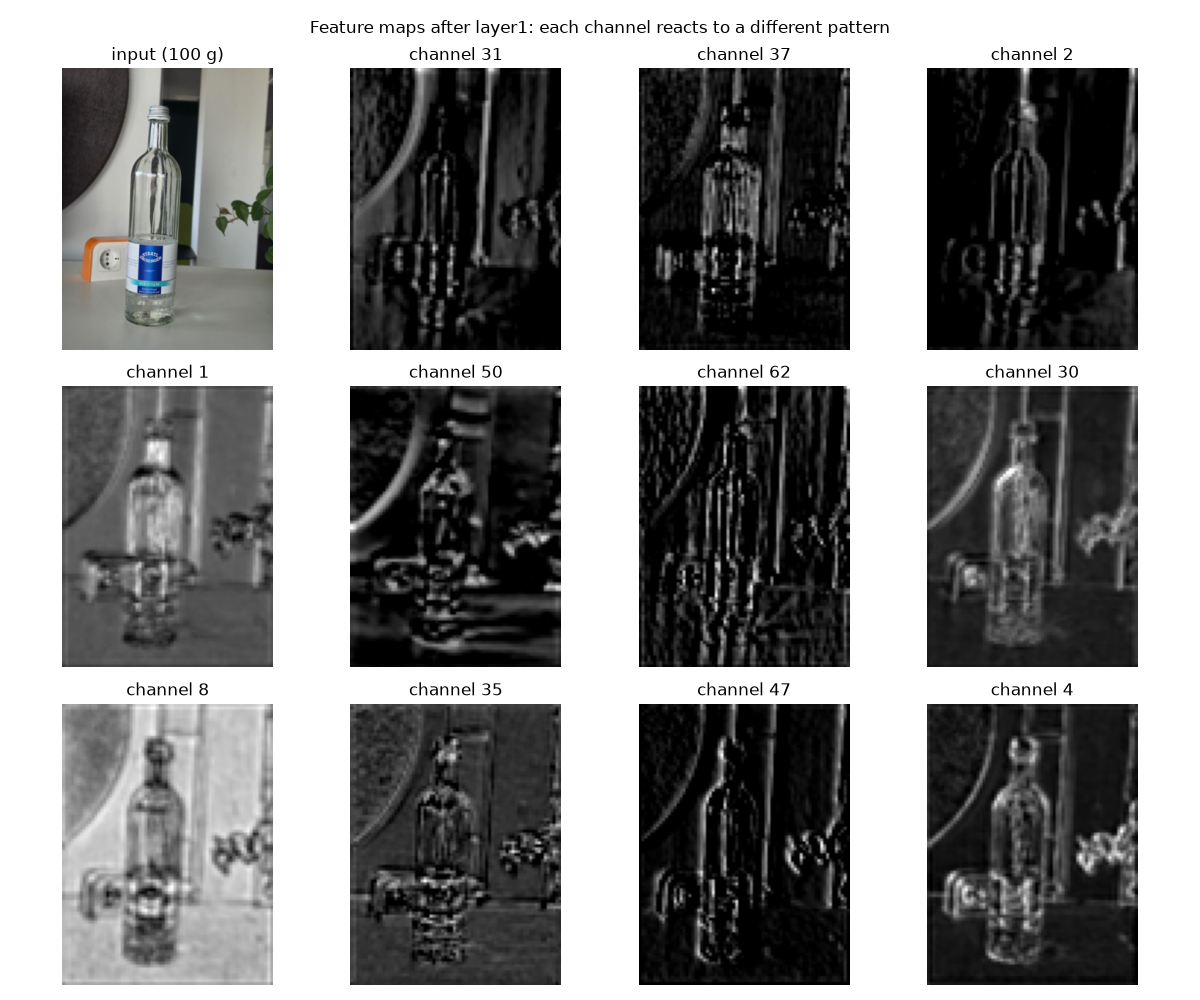 Feature maps after layer1: each channel reacts to a different pattern
input (100 g)
channel 31
channel 37
channel 2
channel 1
channel 50
channel 62
channel 30
channel 8
channel 35
channel 47
channel 4